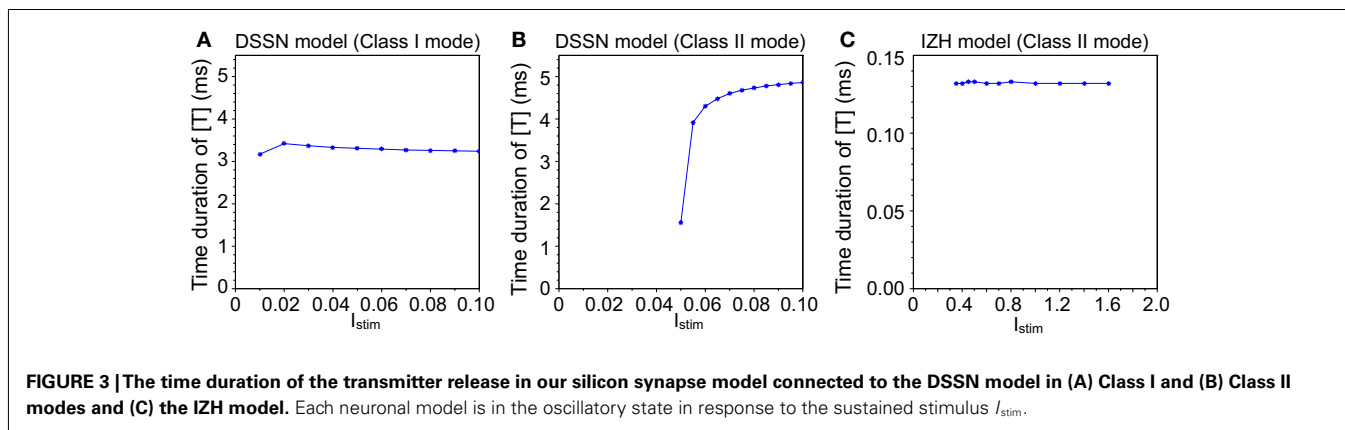 A DSSN model (Class I mode)
Time duration of [T] (ms)
5
4
3
2
1
0
0 0.02 0.04 0.06 0.08 0.10
Istim
B DSSN model (Class II mode)
Time duration of [T] (ms)
5
4
3
2
1
0
0 0.02 0.04 0.06 0.08 0.10
Istim
C IZH model (Class II mode)
Time duration of [T] (ms)
0.15
0.10
0.05
0.00
0 0.4 0.8 1.2 1.6 2.0
Istim
FIGURE 3 | The time duration of the transmitter release in our silicon synapse model connected to the DSSN model in (A) Class I and (B) Class II
modes and (C) the IZH model. Each neuronal model is in the oscillatory state in response to the sustained stimulus Istim.